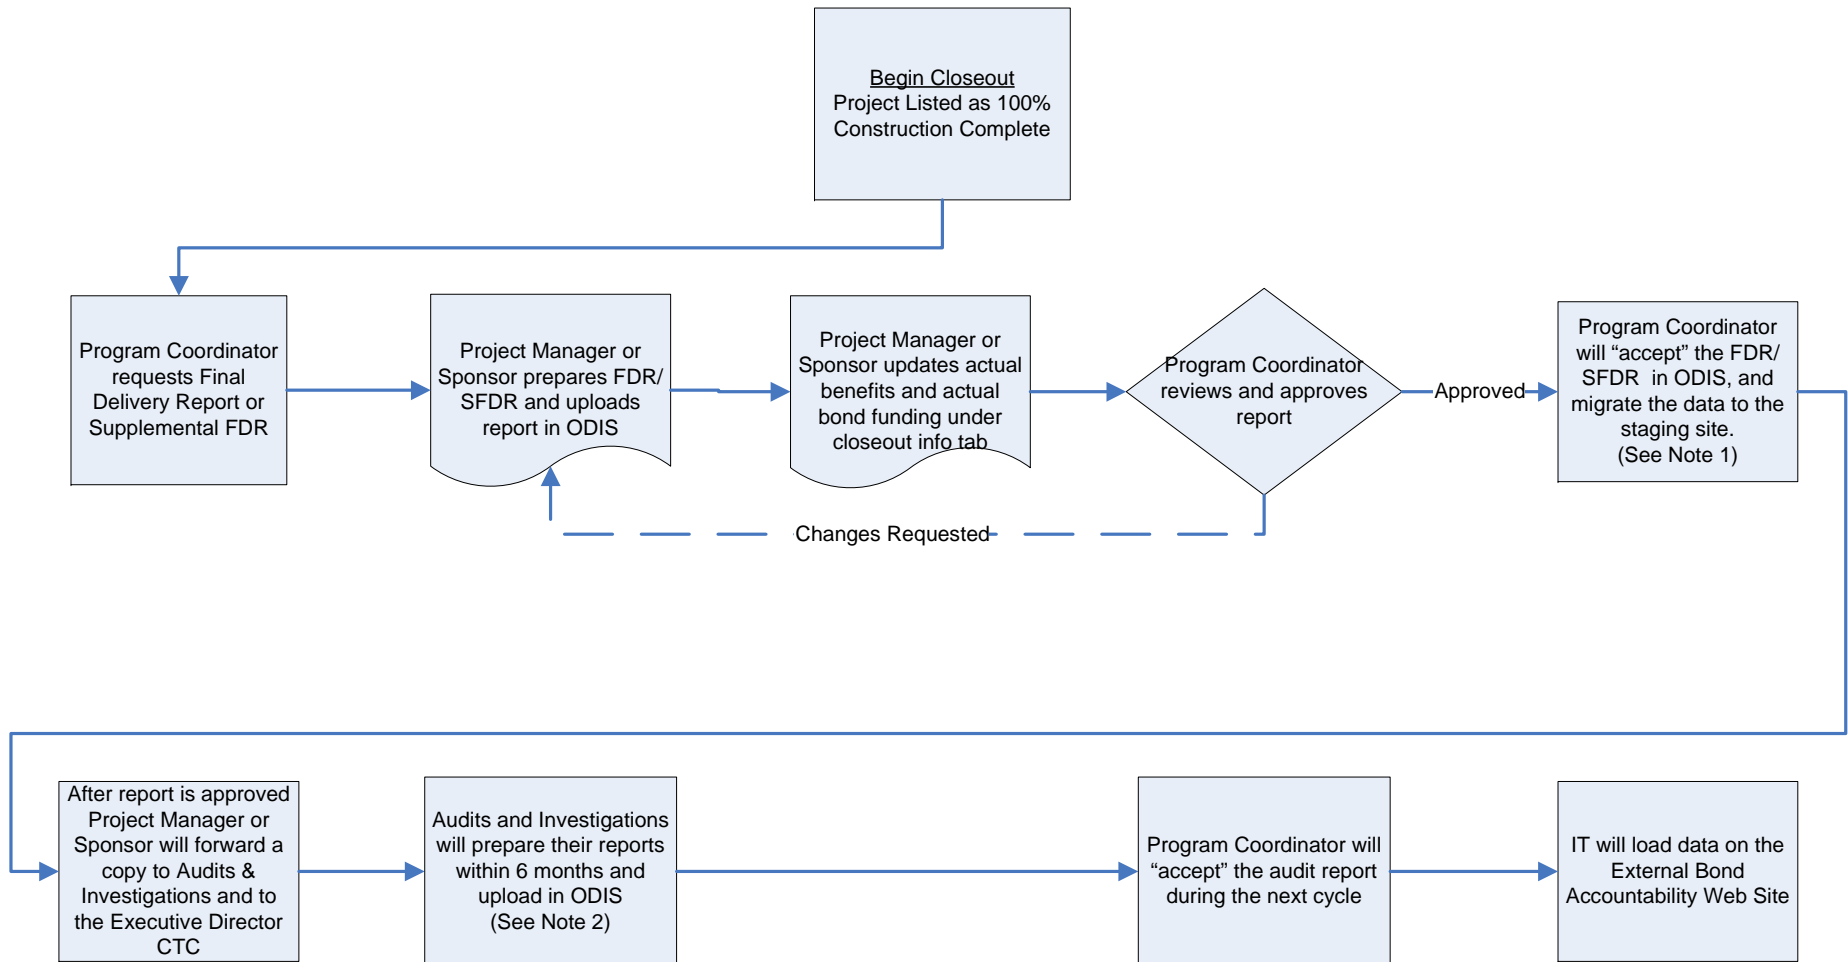 Begin Closeout
Project Listed as 100%
Construction Complete
Program Coordinator
requests Final
Delivery Report or
Supplemental FDR
Project Manager or
Sponsor prepares FDR/
SFDR and uploads
report in ODIS
Project Manager or
Sponsor updates actual
benefits and actual
bond funding under
closeout info tab
Program Coordinator
reviews and approves
report
Approved
Program Coordinator
will “accept” the FDR/
SFDR in ODIS, and
migrate the data to the
staging site.
(See Note 1)
Changes Requested
After report is approved
Project Manager or
Sponsor will forward a
copy to Audits &
Investigations and to
the Executive Director
CTC
Audits and Investigations
will prepare their reports
within 6 months and
upload in ODIS
(See Note 2)
Program Coordinator will
“accept” the audit report
during the next cycle
IT will load data on the
External Bond
Accountability Web Site